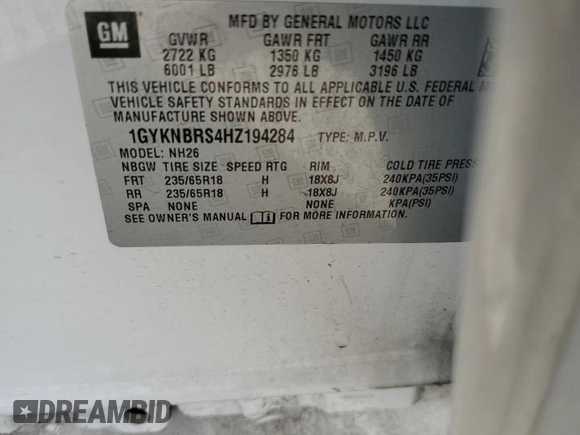 GM
MFD BY GENERAL MOTORS LLC
GVWR GAWR FRT GAWR RR
2722 KG 1350 KG 1450 KG
6001 LB 2976 LB 3196 LB
THIS VEHICLE CONFORMS TO ALL APPLICABLE U.S. FEDERAL
VEHICLE SAFETY STANDARDS IN EFFECT ON THE DATE OF
MANUFACTURE SHOWN ABOVE.
1GYKNBRS4HZ194284 TYPE: M.P.V.
MODEL: NH26
NBGW TIRE SIZE SPEED RTG RIM COLD TIRE PRESS
FRT 235/65R18 H 18X8J 240KPA(35PSI)
RR 235/65R18 H 18X8J 240KPA(35PSI)
SPA NONE NONE KPA(PSI)
SEE OWNER'S MANUAL FOR MORE INFORMATION.
DREAMBID